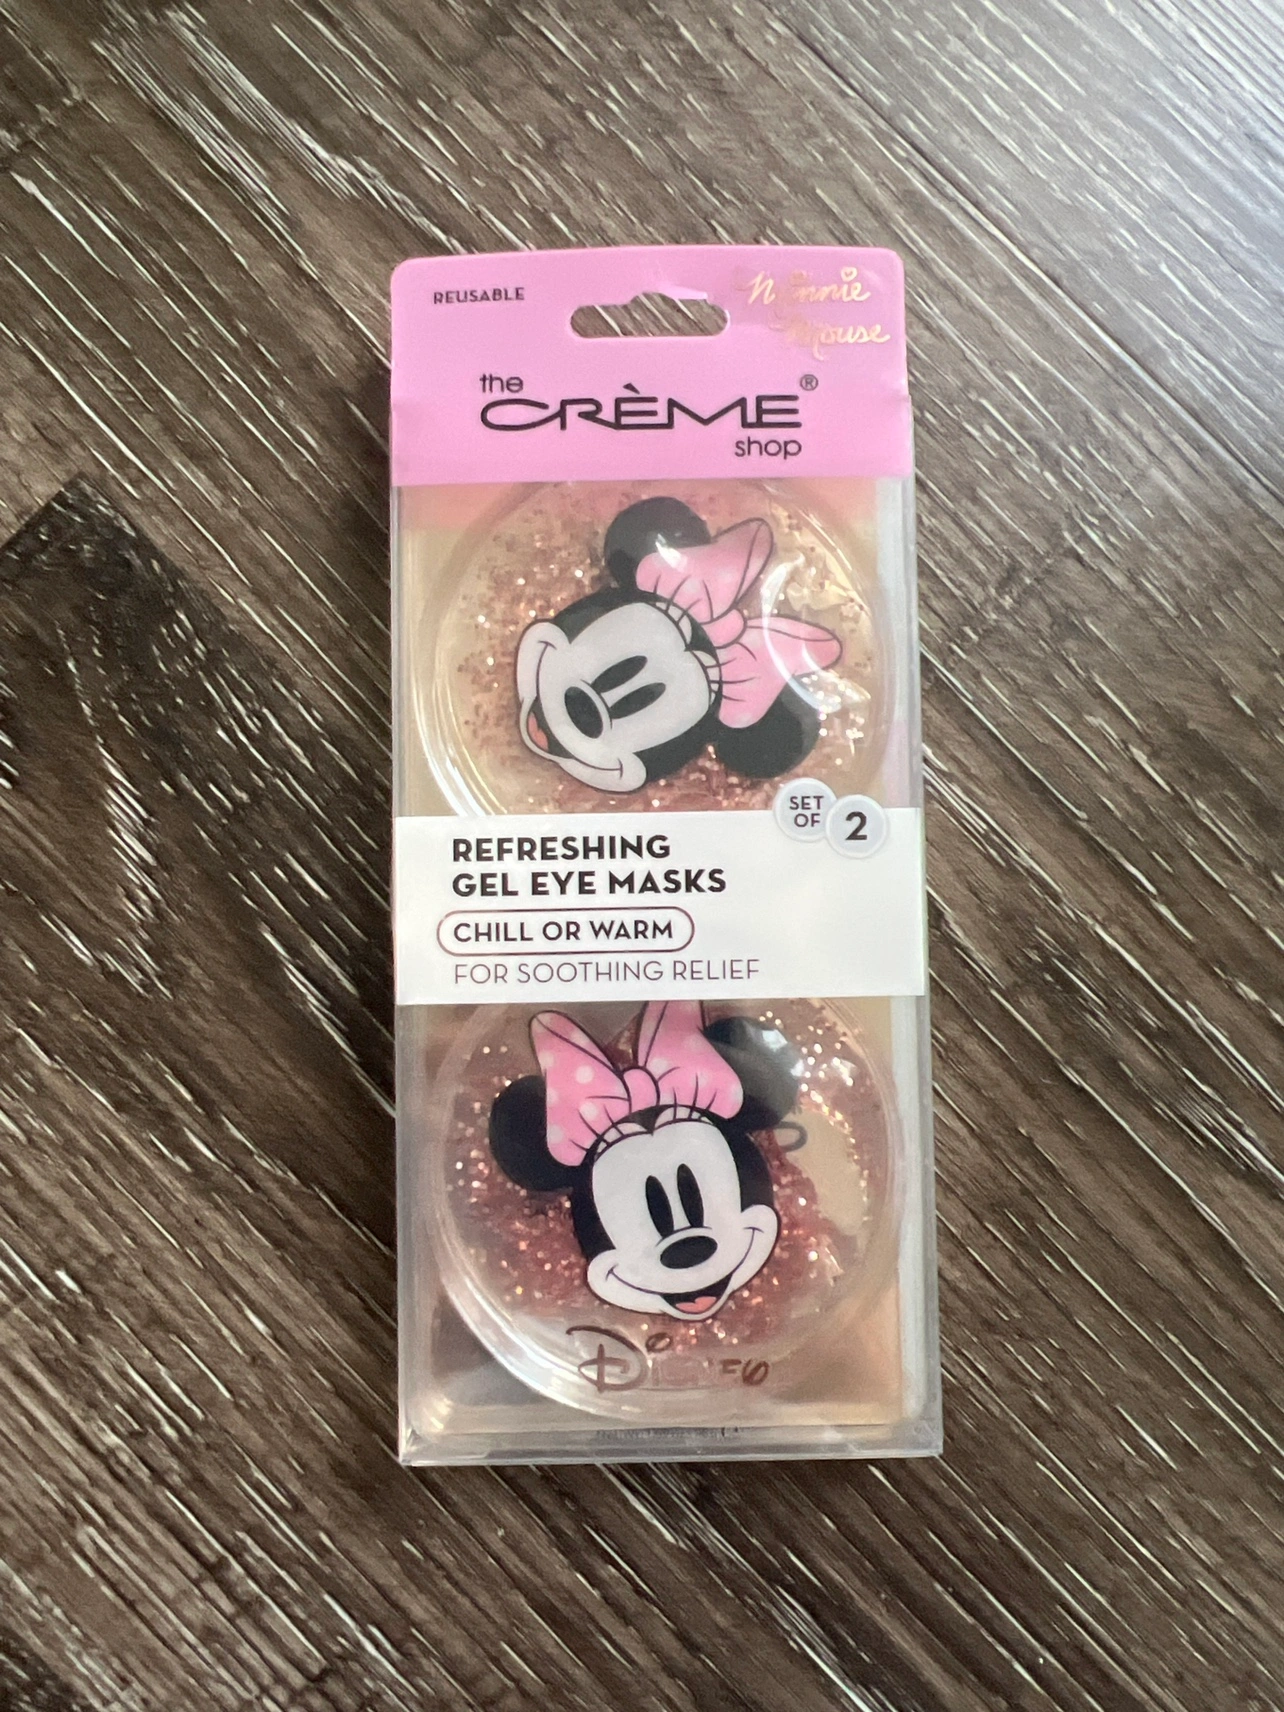 REUSABLE
Minnie
Mouse
the
CRÈME®
shop
SET
OF 2
REFRESHING
GEL EYE MASKS
CHILL OR WARM
FOR SOOTHING RELIEF
Disney